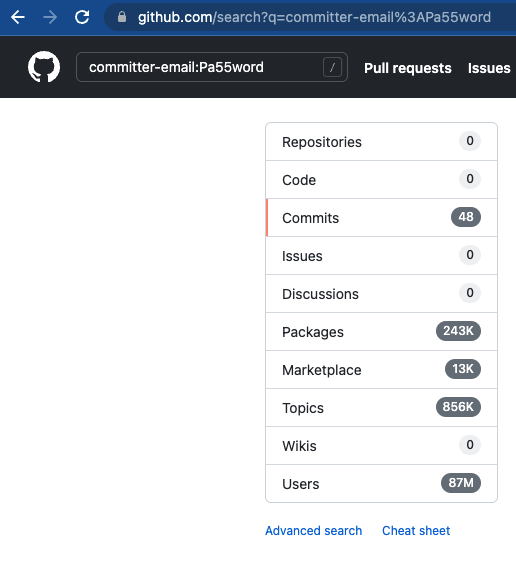 github.com/search?q=committer-email%3APa55word
committer-email:Pa55word / Pull requests Issues
Repositories 0
Code 0
Commits 48
Issues 0
Discussions 0
Packages 243K
Marketplace 13K
Topics 856K
Wikis 0
Users 87M
Advanced search Cheat sheet